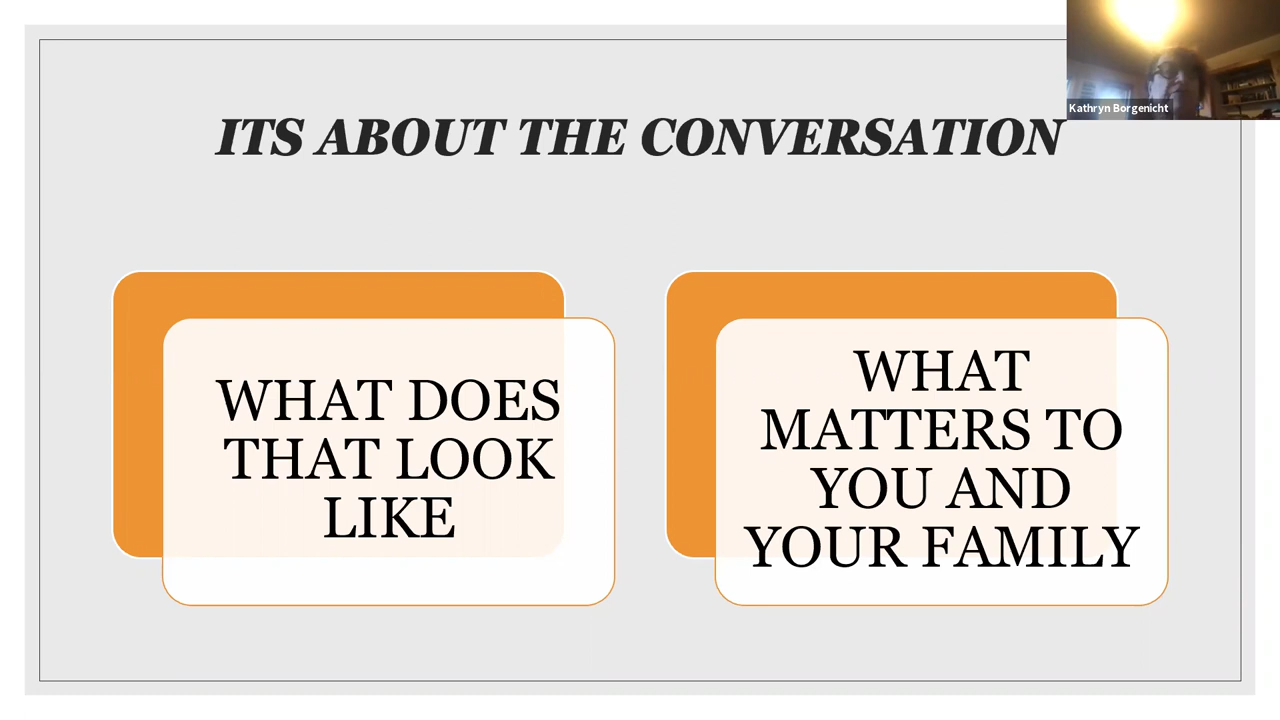 Kathryn Borgenicht
ITS ABOUT THE CONVERSATION
WHAT DOES
THAT LOOK
LIKE
WHAT
MATTERS TO
YOU AND
YOUR FAMILY